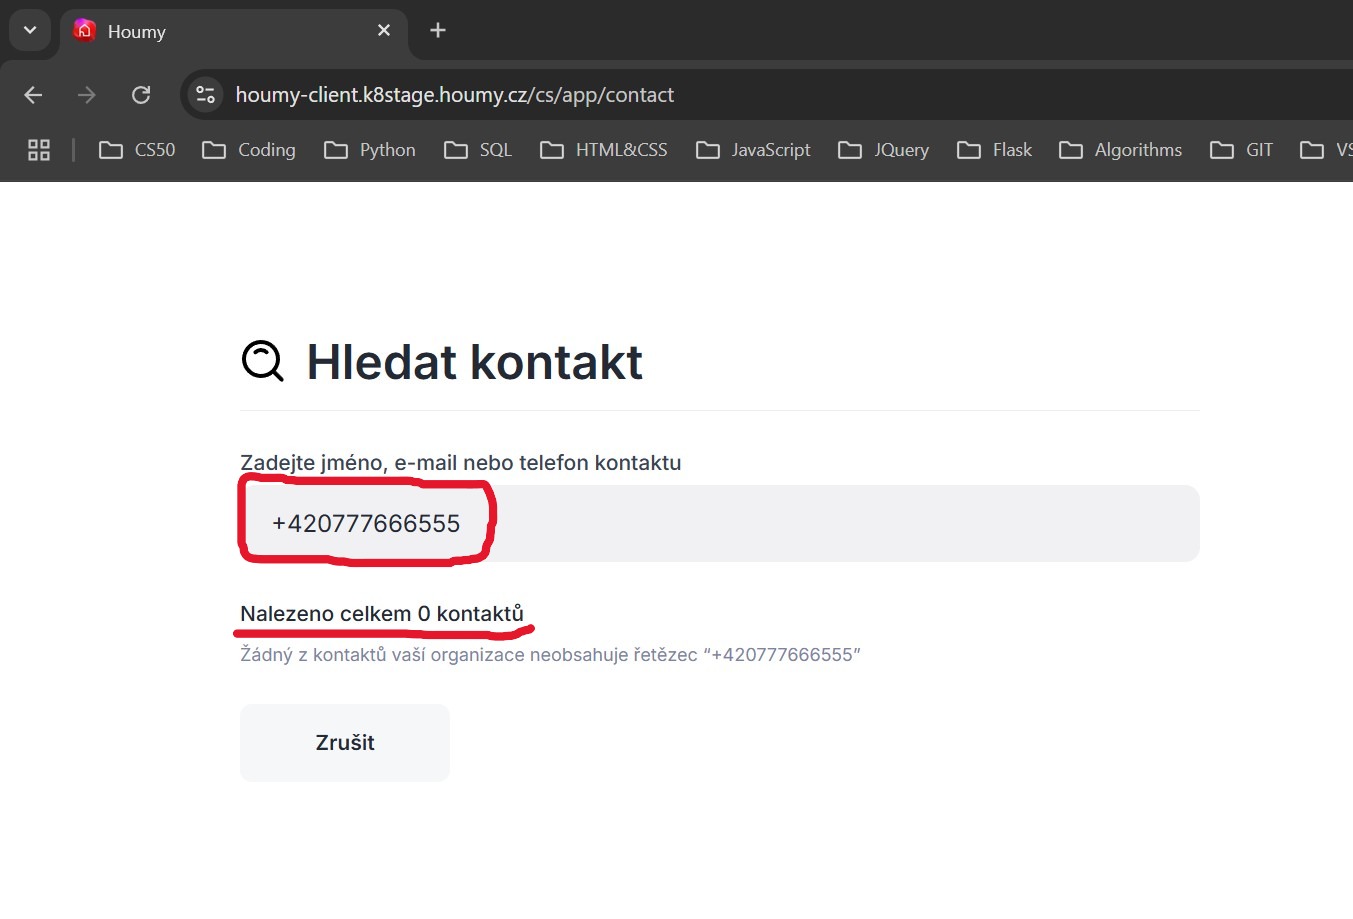 Houmy
houmy-client.k8stage.houmy.cz/cs/app/contact
CS50 Coding Python SQL HTML&CSS JavaScript JQuery Flask Algorithms GIT VS
Hledat kontakt
Zadejte jméno, e-mail nebo telefon kontaktu
+420777666555
Nalezeno celkem 0 kontaktů
Žádný z kontaktů vaší organizace neobsahuje řetězec “+420777666555”
Zrušit